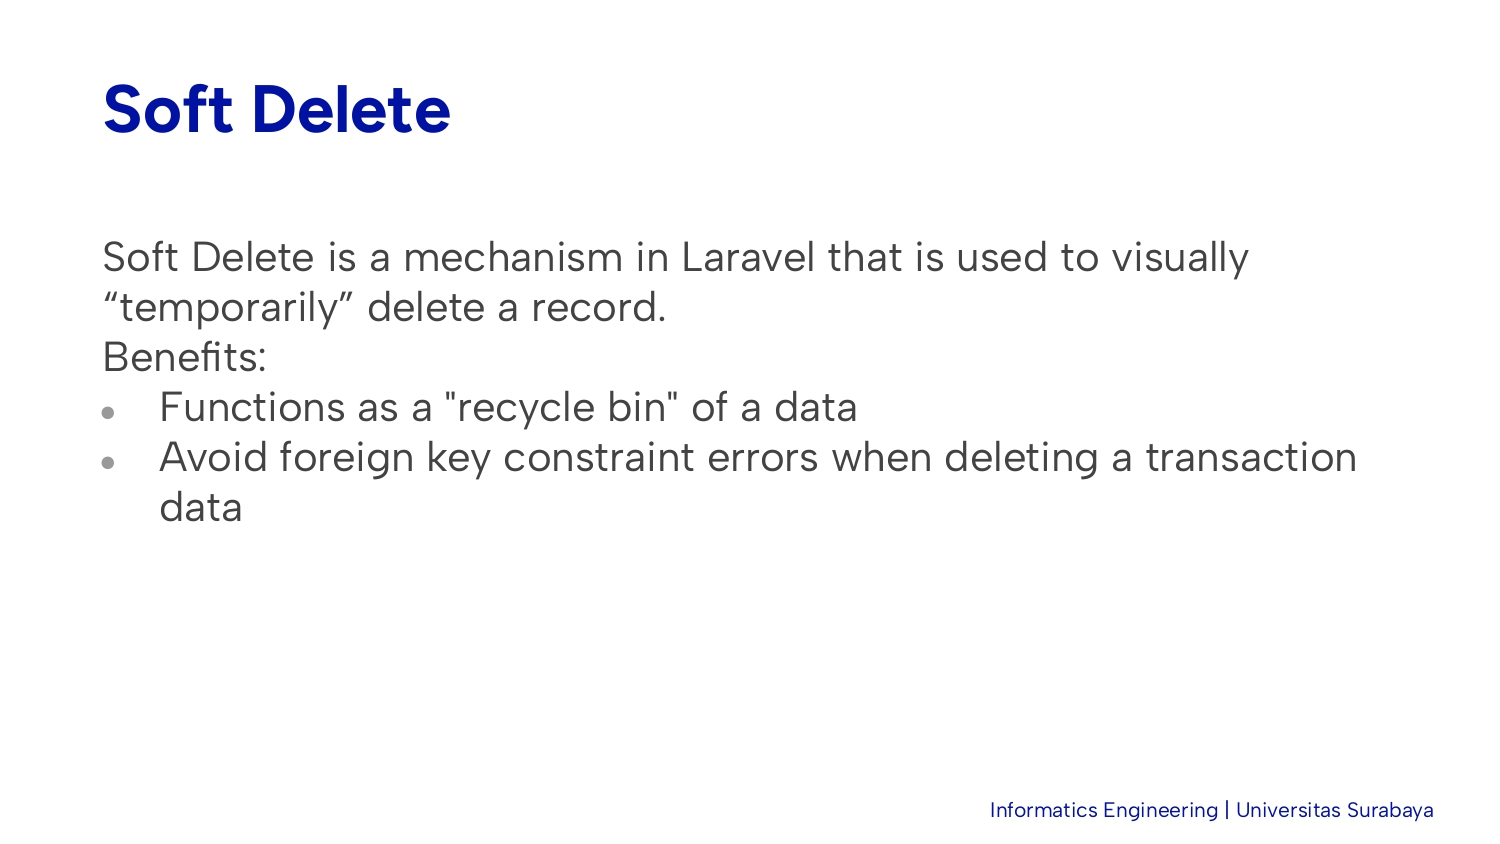 Soft Delete
Soft Delete is a mechanism in Laravel that is used to visually
“temporarily” delete a record.
Benefits:
• Functions as a "recycle bin" of a data
• Avoid foreign key constraint errors when deleting a transaction
data
Informatics Engineering | Universitas Surabaya